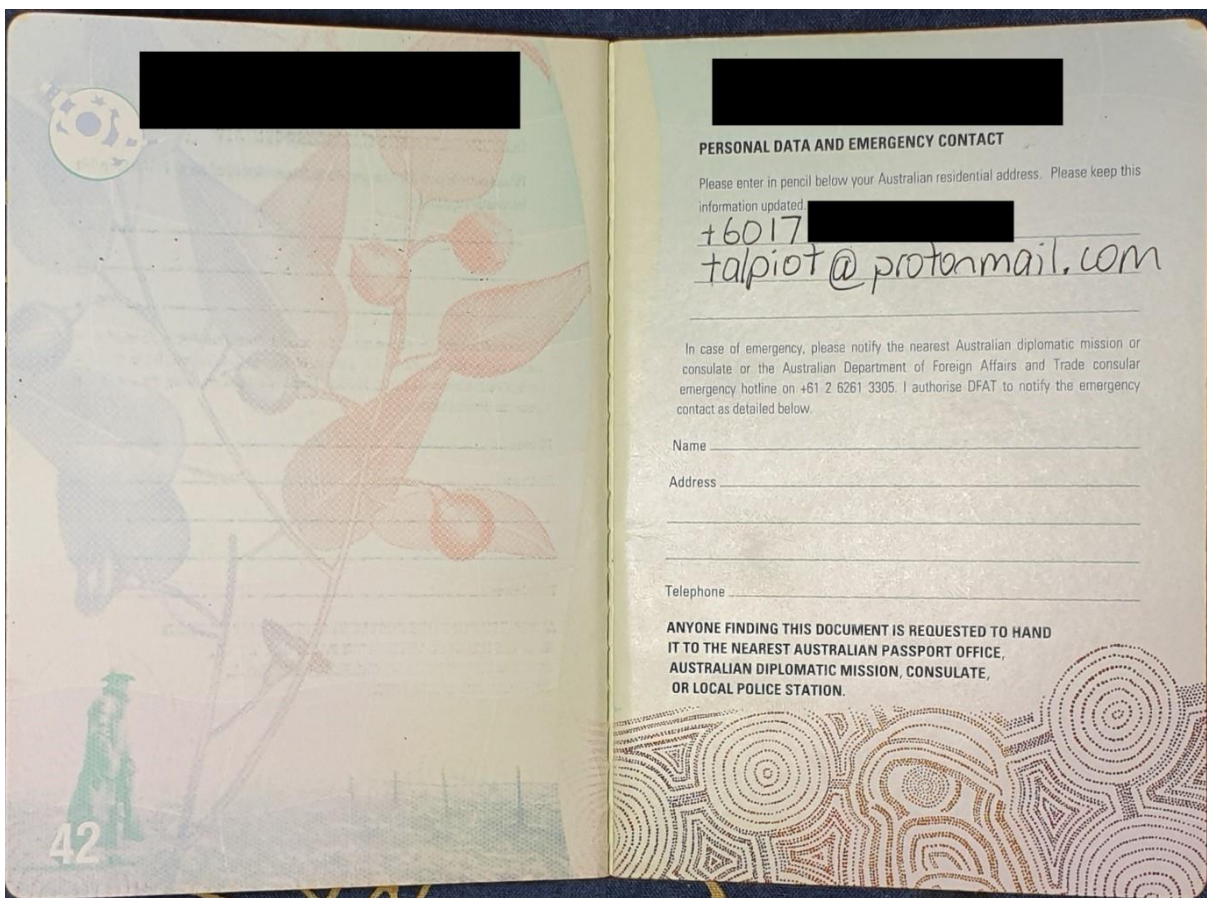 PERSONAL DATA AND EMERGENCY CONTACT
Please enter in pencil below your Australian residential address. Please keep this
information updated.
+6017
talpiot@protonmail.com
In case of emergency, please notify the nearest Australian diplomatic mission or
consulate or the Australian Department of Foreign Affairs and Trade consular
emergency hotline on +61 2 6261 3305. I authorise DFAT to notify the emergency
contact as detailed below.
Name
Address
Telephone
ANYONE FINDING THIS DOCUMENT IS REQUESTED TO HAND
IT TO THE NEAREST AUSTRALIAN PASSPORT OFFICE,
AUSTRALIAN DIPLOMATIC MISSION, CONSULATE,
OR LOCAL POLICE STATION.
42